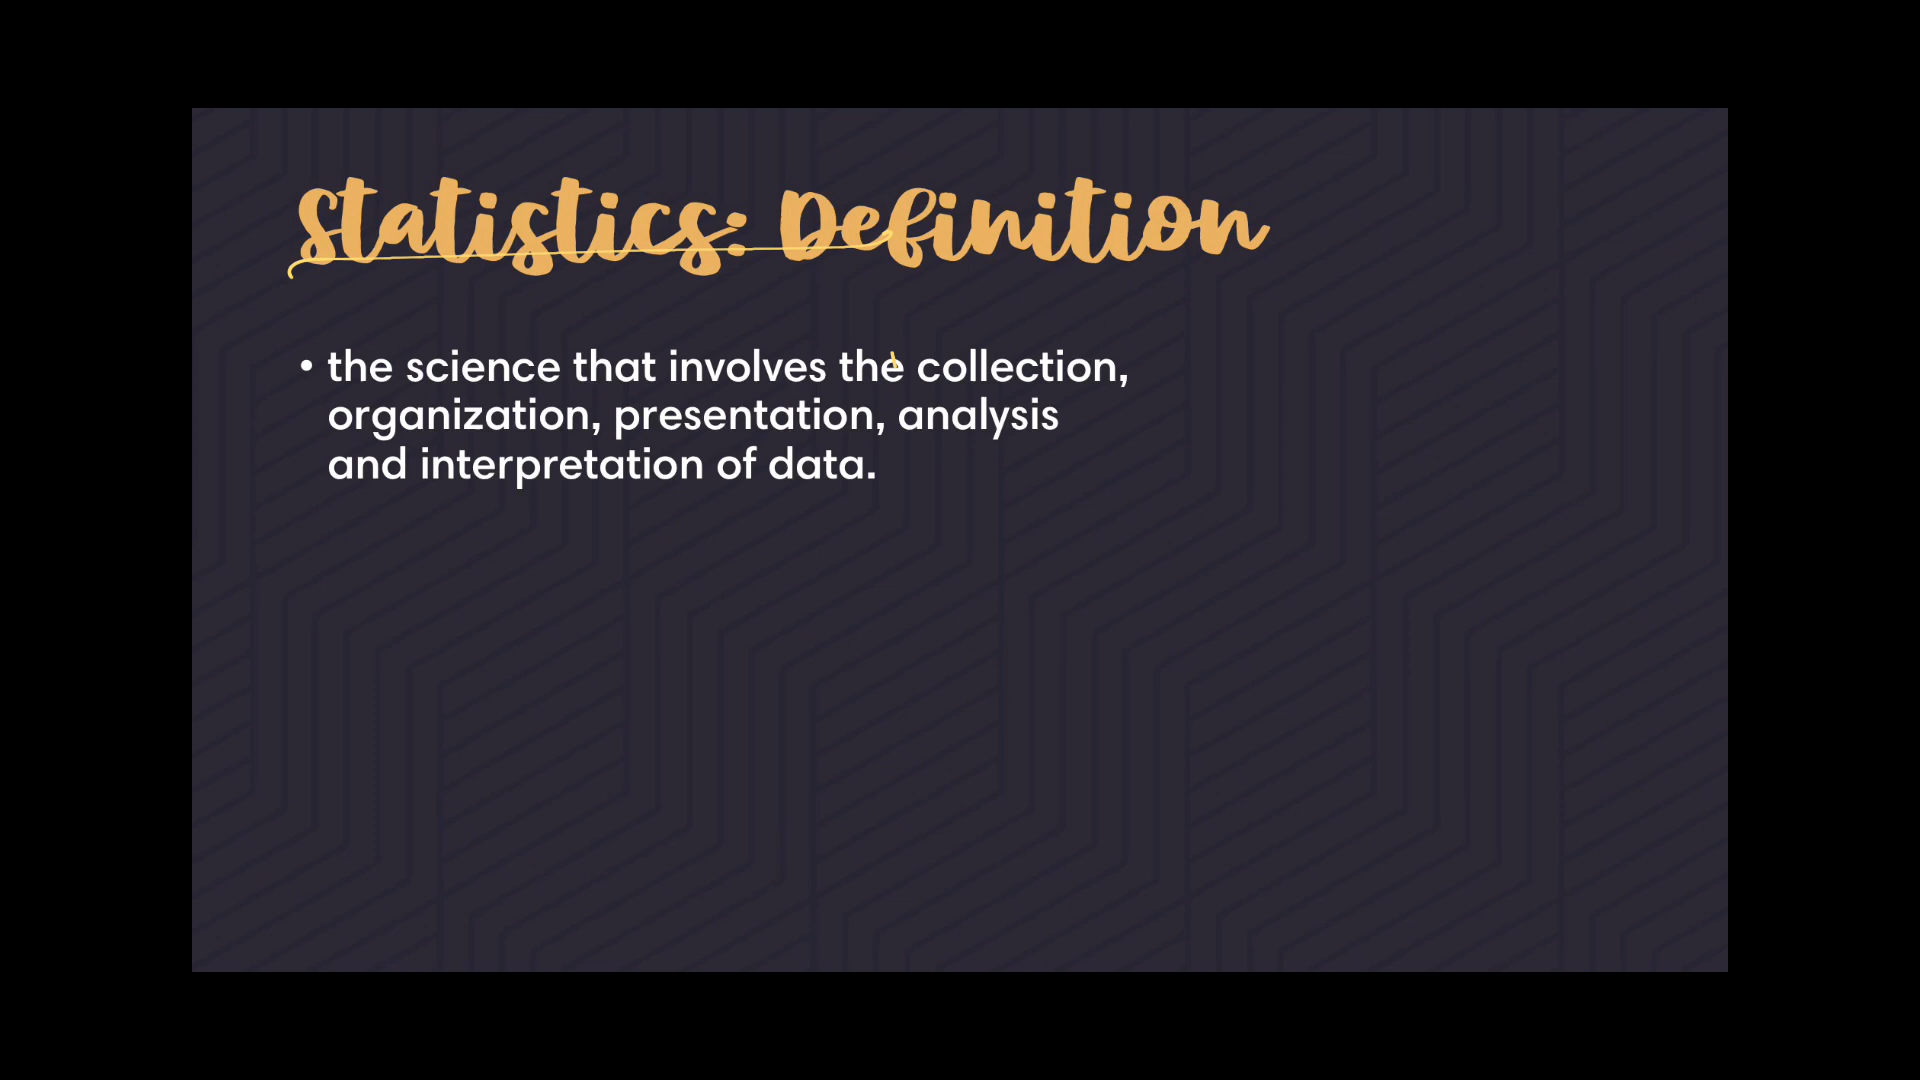 Statistics: Definition
• the science that involves the collection,
organization, presentation, analysis
and interpretation of data.